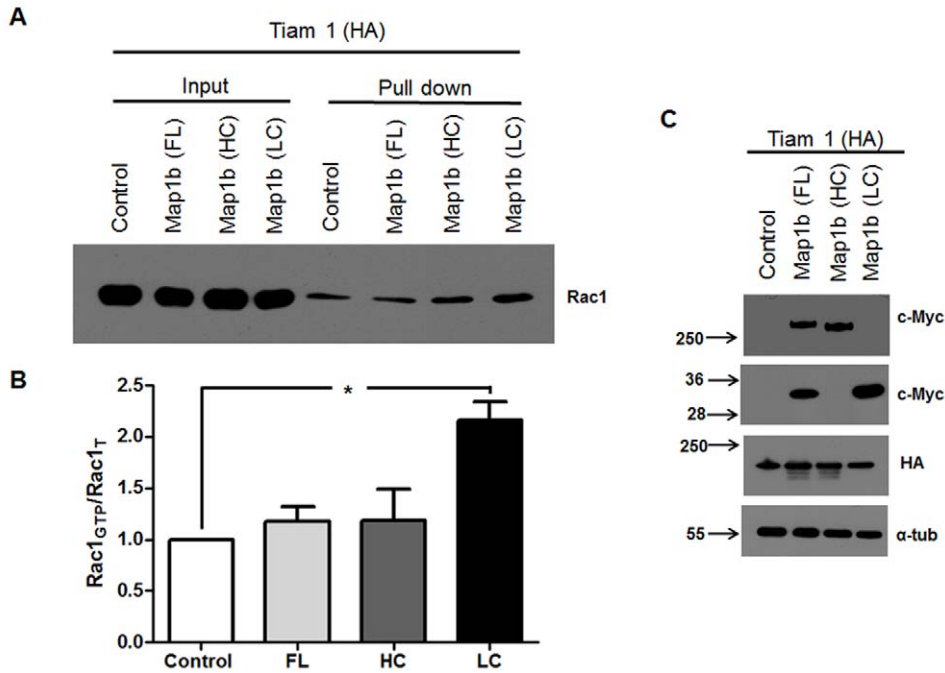 A
Tiam 1 (HA)
Input
Pull down
Control
Map1b (FL)
Map1b (HC)
Map1b (LC)
Control
Map1b (FL)
Map1b (HC)
Map1b (LC)
Rac1
B
Rac1GTP/Rac1T
2.5
2.0
1.5
1.0
0.5
0.0
*
Control
FL
HC
LC
C
Tiam 1 (HA)
Control
Map1b (FL)
Map1b (HC)
Map1b (LC)
250
c-Myc
36
28
c-Myc
250
HA
55
α-tub